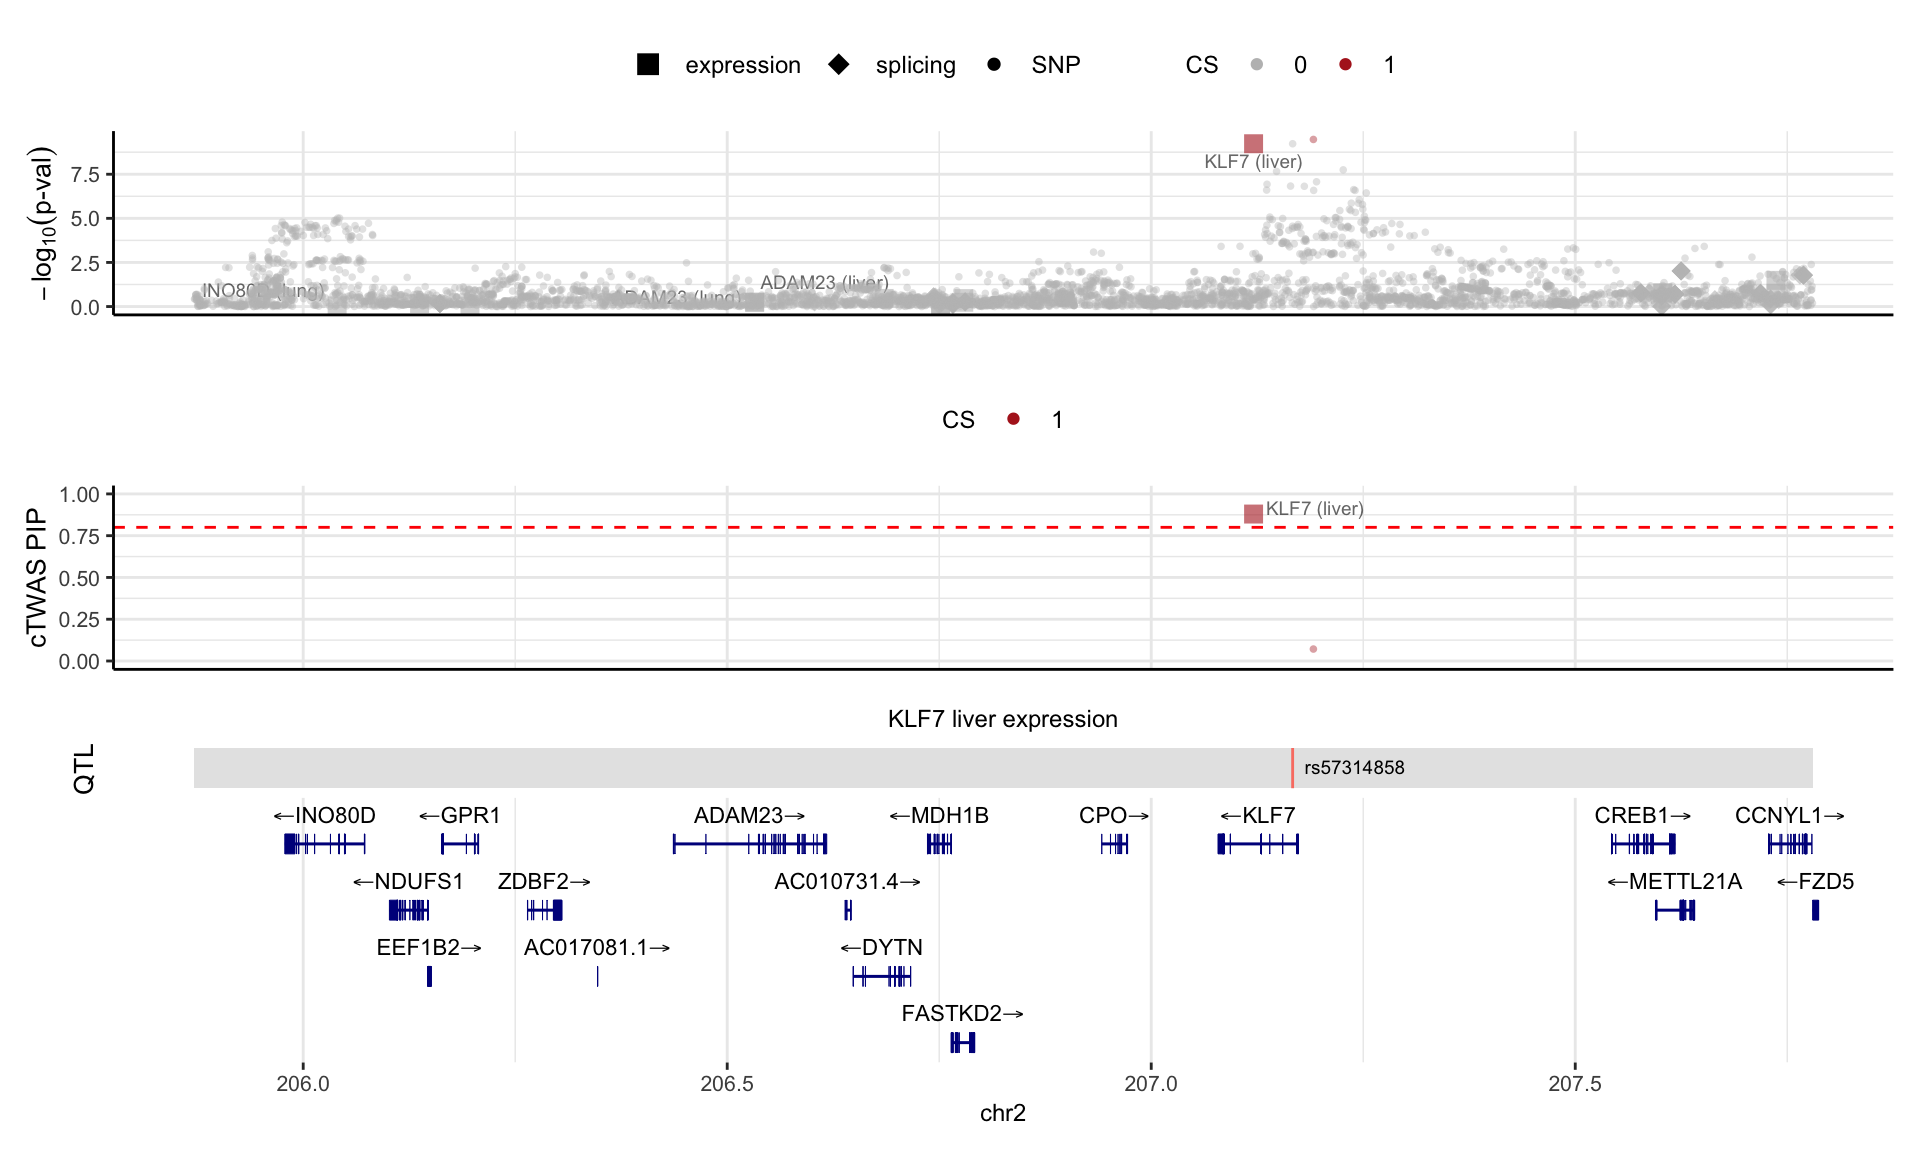 expression splicing SNP CS 0 1
− log10(p-val)
7.5
5.0
2.5
0.0
KLF7 (liver)
ADAM23 (liver)
CS 1
cTWAS PIP
1.00
0.75
0.50
0.25
0.00
KLF7 (liver)
KLF7 liver expression
QTL
rs57314858
←INO80D ←GPR1 ADAM23→ ←MDH1B CPO→ ←KLF7 CREB1→ CCNYL1→
←NDUFS1 ZDBF2→ AC010731.4→ ←METTL21A ←FZD5
EEF1B2→ AC017081.1→ ←DYTN
FASTKD2→
206.0 206.5 207.0 207.5
chr2